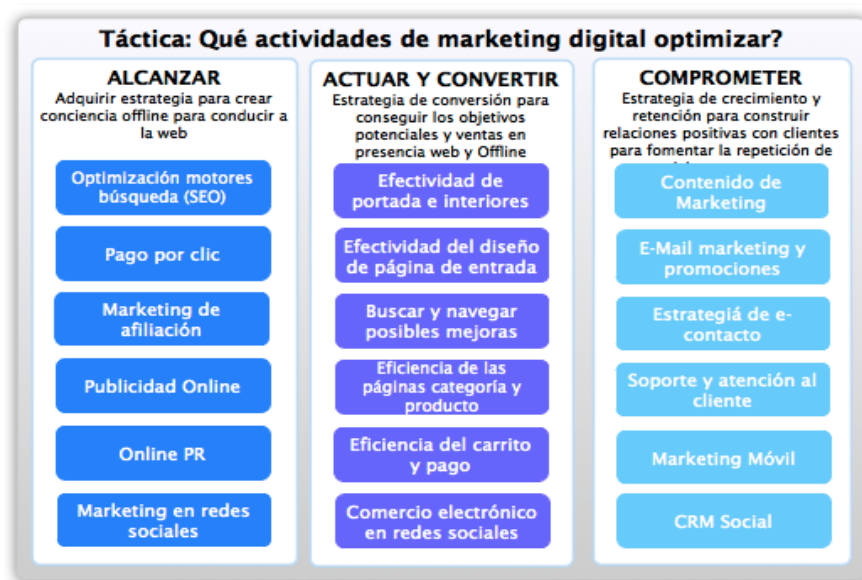 Táctica: Qué actividades de marketing digital optimizar?
ALCANZAR
Adquirir estrategia para crear
conciencia offline para conducir a
la web
Optimización motores
búsqueda (SEO)
Pago por clic
Marketing de
afiliación
Publicidad Online
Online PR
Marketing en redes
sociales
ACTUAR Y CONVERTIR
Estrategia de conversión para
conseguir los objetivos
potenciales y ventas en
presencia web y Offline
Efectividad de
portada e interiores
Efectividad del diseño
de página de entrada
Buscar y navegar
posibles mejoras
Eficiencia de las
páginas categoría y
producto
Eficiencia del carrito
y pago
Comercio electrónico
en redes sociales
COMPROMETER
Estrategia de crecimiento y
retención para construir
relaciones positivas con clientes
para fomentar la repetición de
Contenido de
Marketing
E-Mail marketing y
promociones
Estrategiá de e-
contacto
Soporte y atención al
cliente
Marketing Móvil
CRM Social